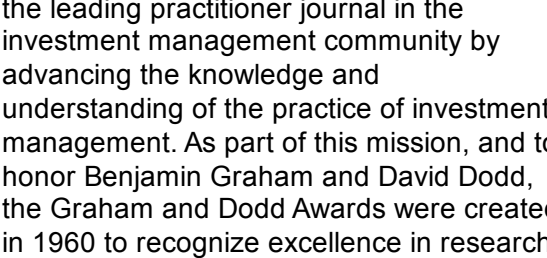 the leading practitioner journal in the
investment management community by
advancing the knowledge and
understanding of the practice of investment
management. As part of this mission, and to
honor Benjamin Graham and David Dodd,
the Graham and Dodd Awards were created
in 1960 to recognize excellence in research